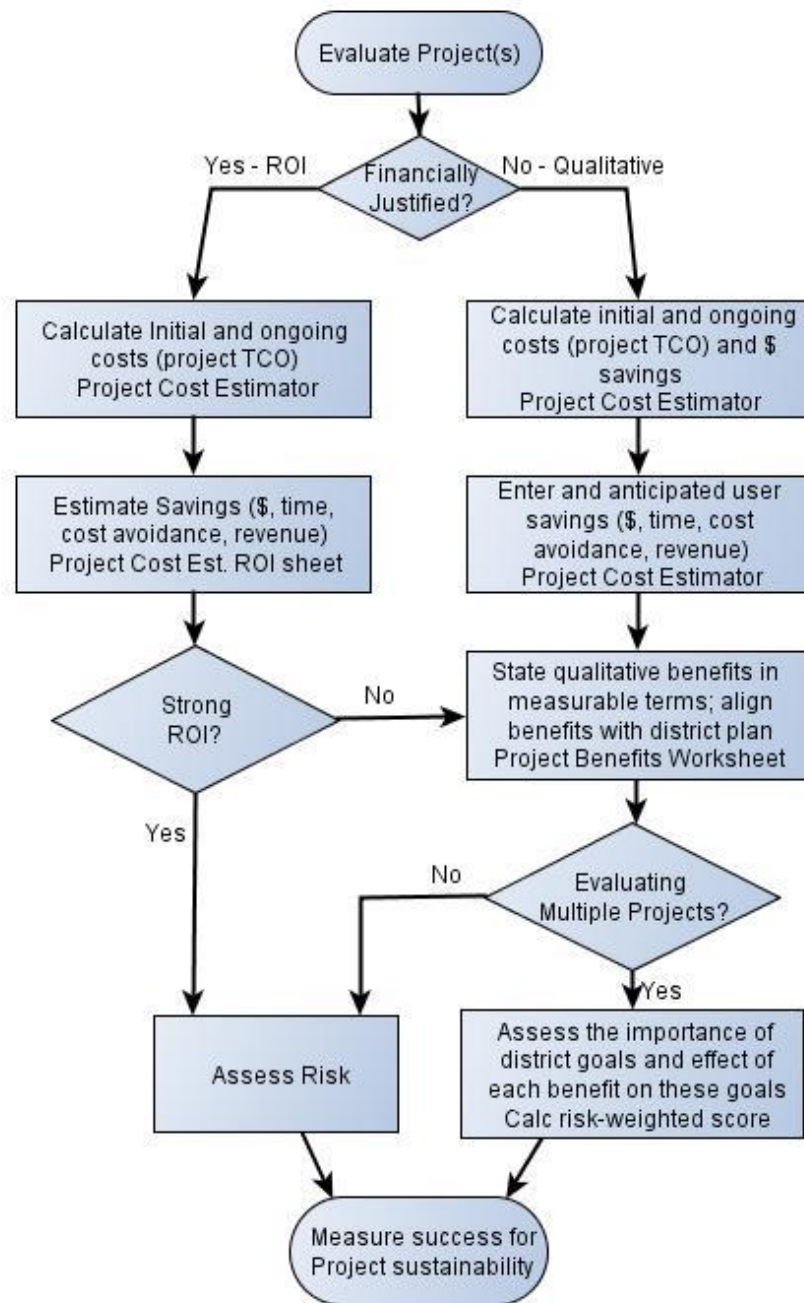 Evaluate Project(s)
Yes - ROI
No - Qualitative
Financially
Justified?
Calculate Initial and ongoing
costs (project TCO)
Project Cost Estimator
Calculate initial and ongoing
costs (project TCO) and $
savings
Project Cost Estimator
Estimate Savings ($, time,
cost avoidance, revenue)
Project Cost Est. ROI sheet
Enter and anticipated user
savings ($, time, cost
avoidance, revenue)
Project Cost Estimator
Strong
ROI?
No
State qualitative benefits in
measurable terms; align
benefits with district plan
Project Benefits Worksheet
Yes
No
Evaluating
Multiple Projects?
Yes
Assess Risk
Assess the importance of
district goals and effect of
each benefit on these goals
Calc risk-weighted score
Measure success for
Project sustainability